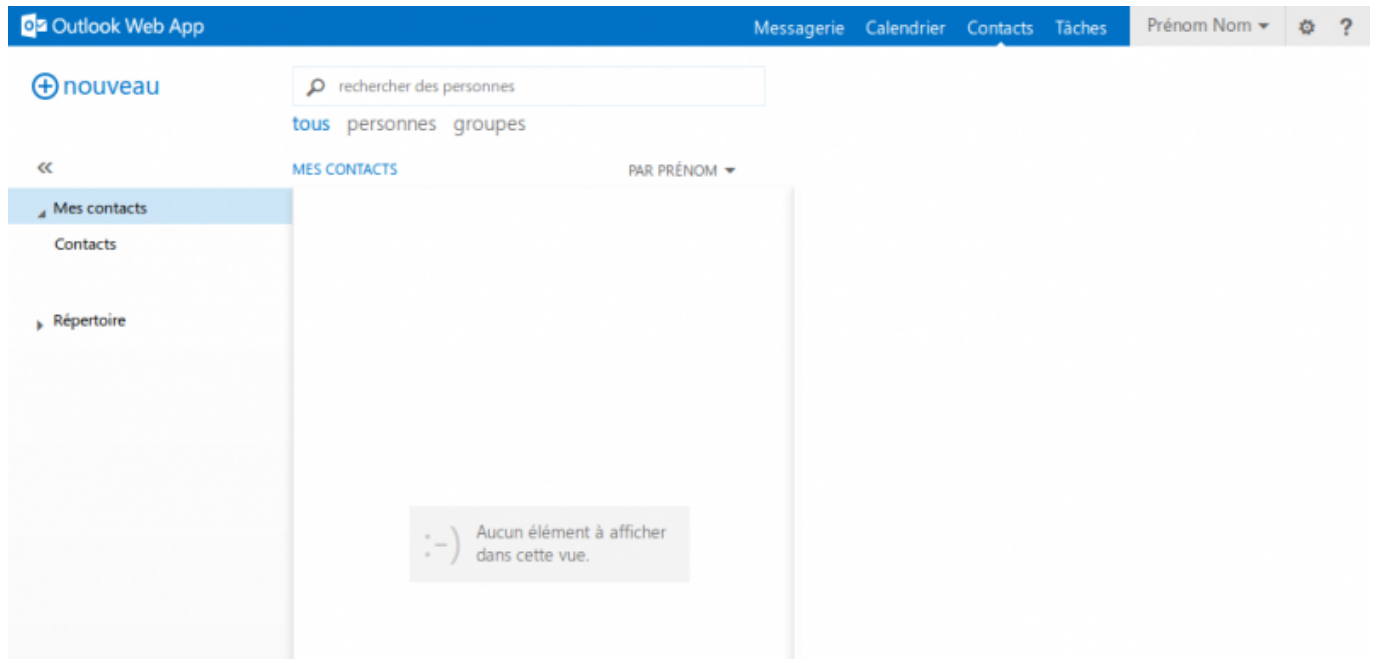 Outlook Web App Messagerie Calendrier Contacts Tâches Prénom Nom ?
nouveau
rechercher des personnes
tous personnes groupes
MES CONTACTS PAR PRÉNOM
Mes contacts
Contacts
Répertoire
:-) Aucun élément à afficher
dans cette vue.